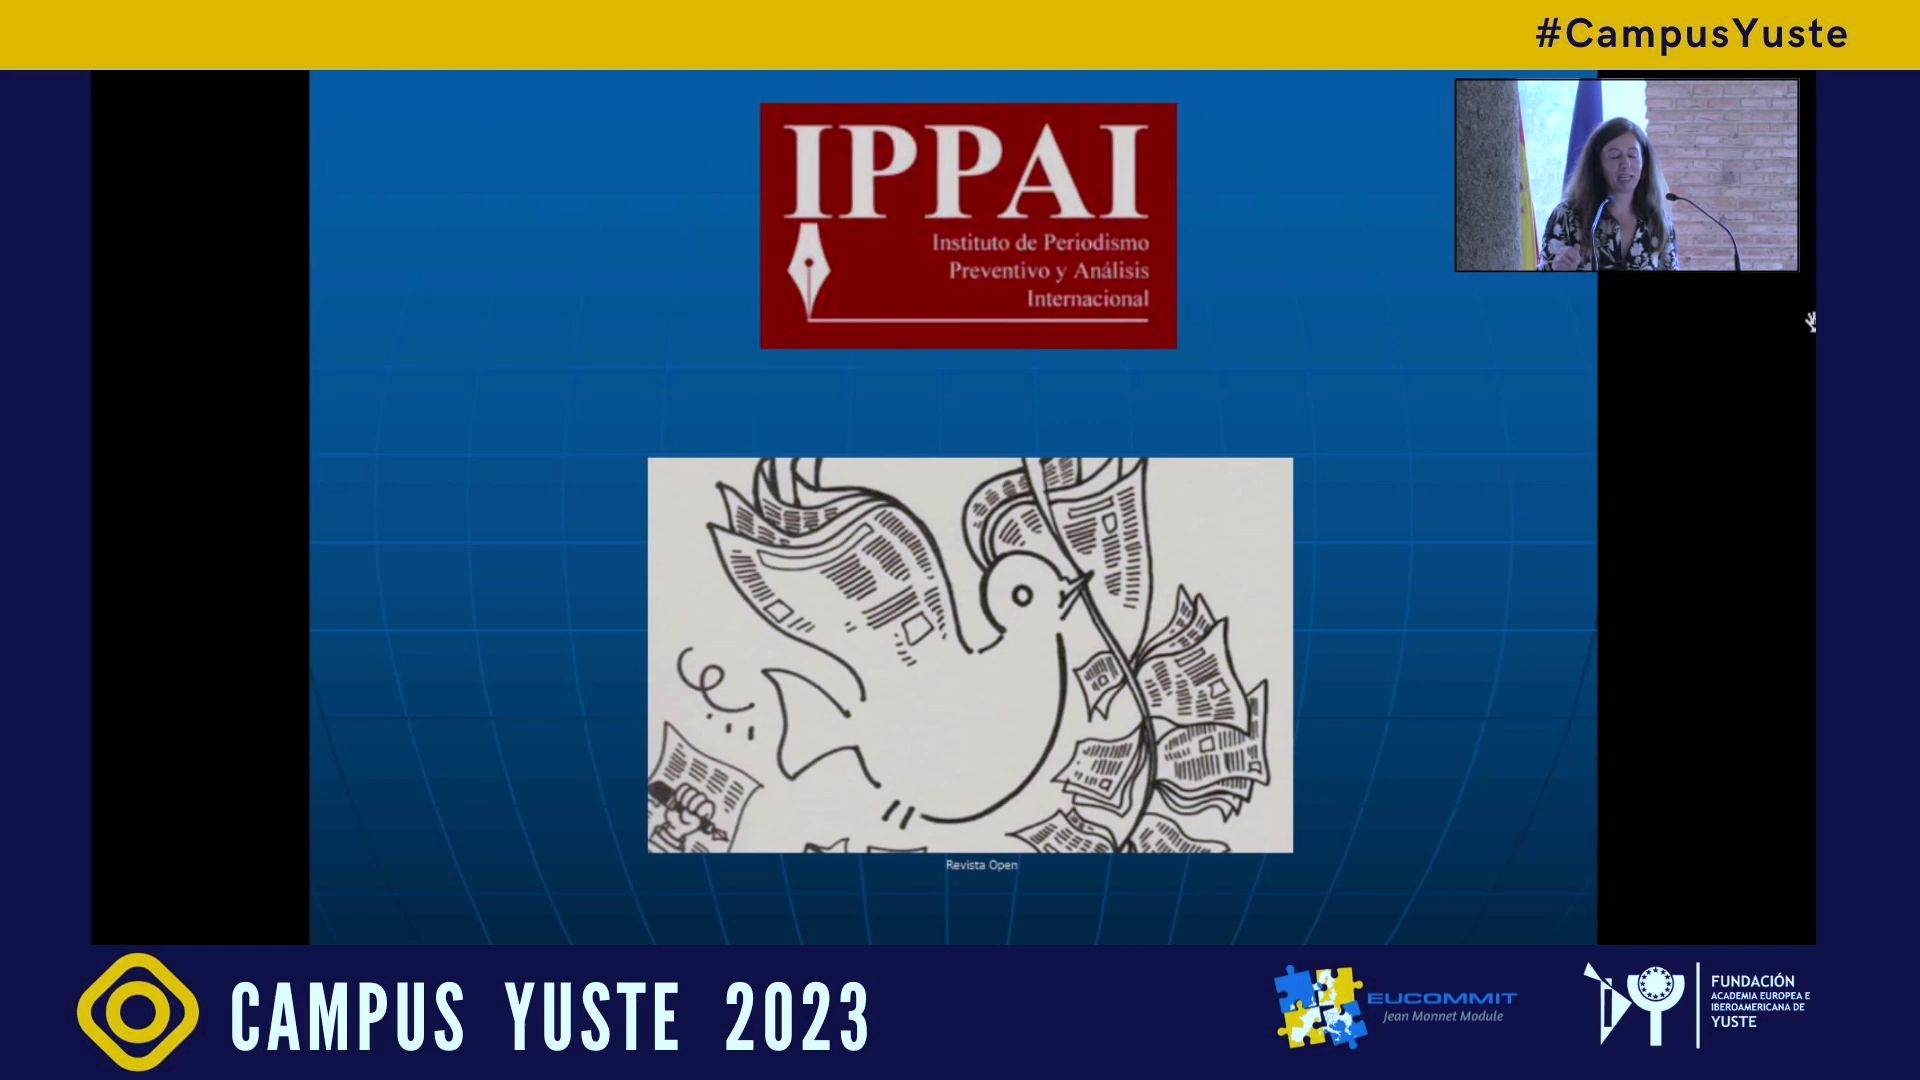 #CampusYuste
IPPAI
Instituto de Periodismo
Preventivo y Análisis
Internacional
Revista Open
CAMPUS YUSTE 2023
EUCOMMIT
Jean Monnet Module
FUNDACIÓN
ACADEMIA EUROPEA E
IBEROAMERICANA DE
YUSTE